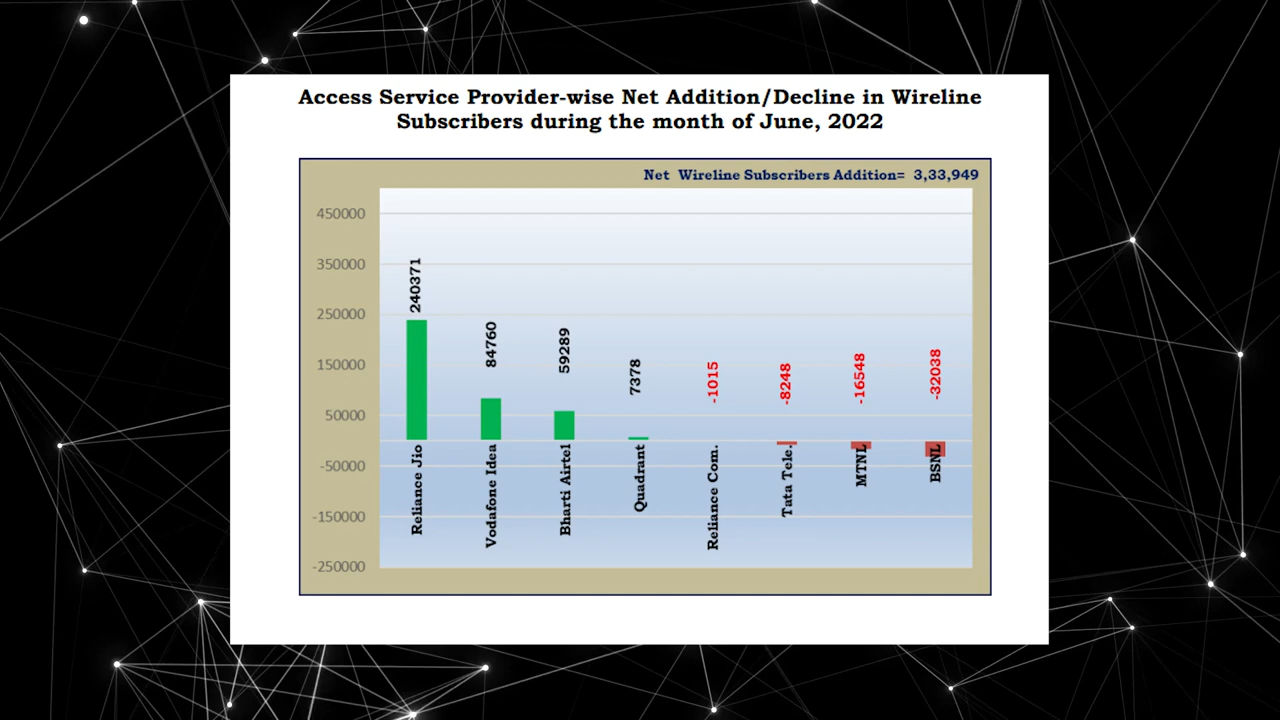 Access Service Provider-wise Net Addition/Decline in Wireline
Subscribers during the month of June, 2022
Net Wireline Subscribers Addition= 3,33,949
450000
350000
250000
150000
50000
-50000
-150000
-250000
240371
84760
59289
7378
-1015
-8248
-16548
-32038
Reliance Jio
Vodafone Idea
Bharti Airtel
Quadrant
Reliance Com.
Tata Tele.
MTNL
BSNL